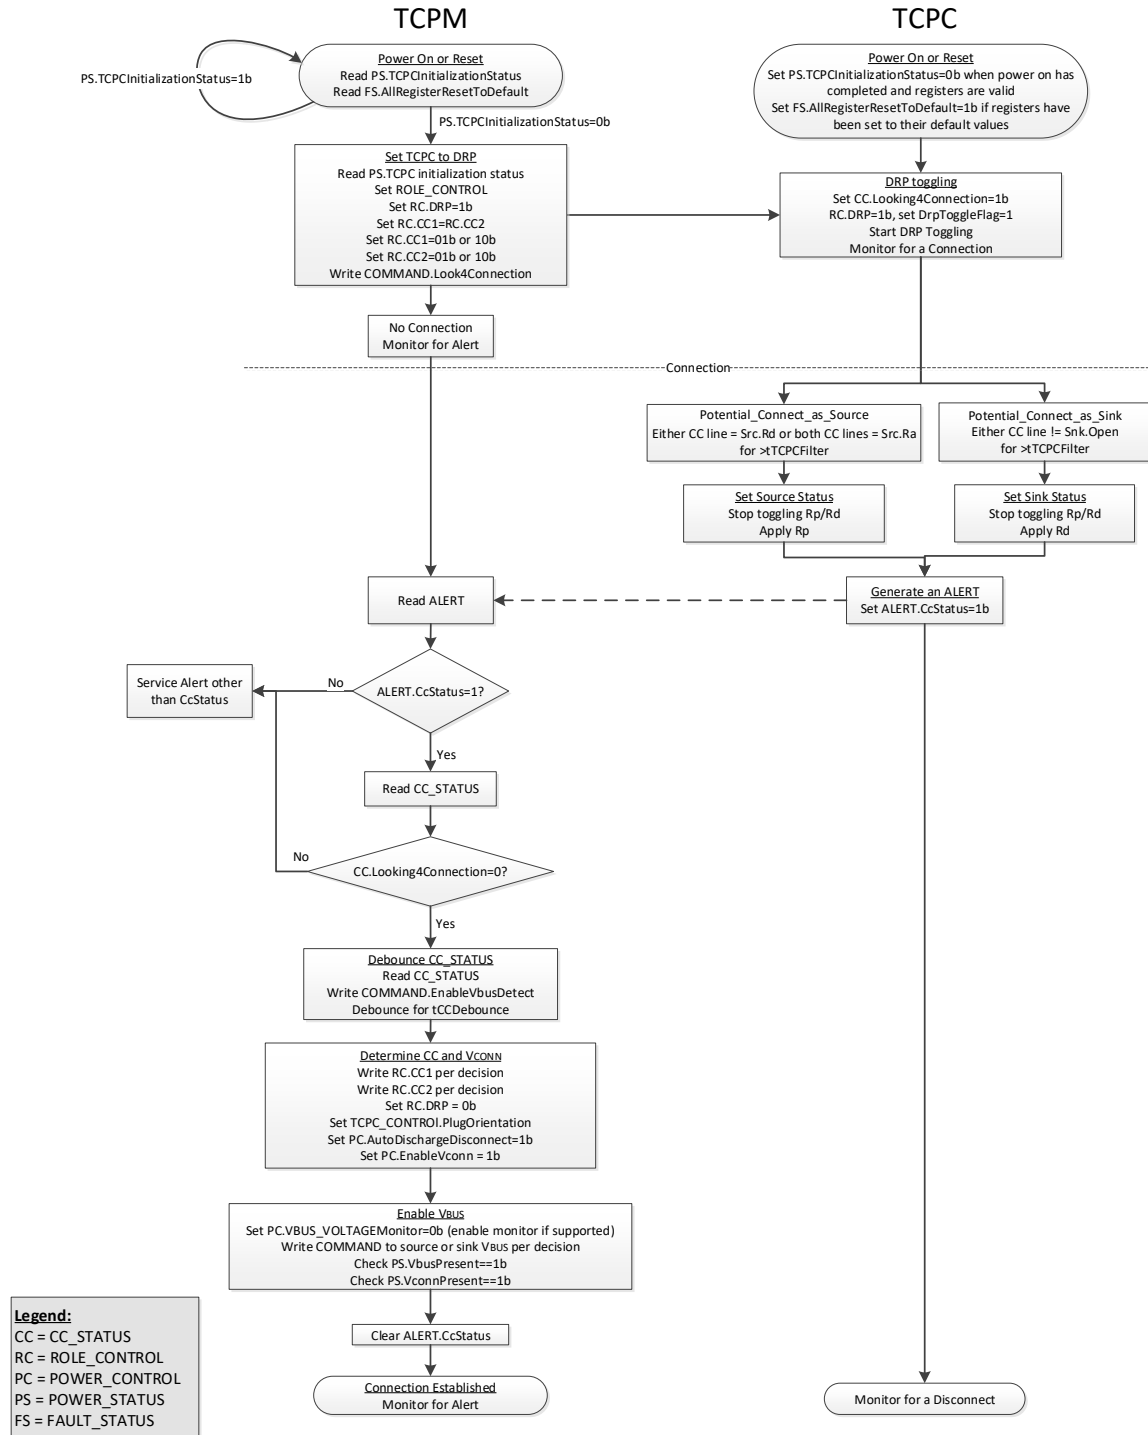 TCPM
TCPC
Power On or Reset
Read PS.TCPCInitializationStatus
Read FS.AllRegisterResetToDefault
PS.TCPCInitializationStatus=1b
PS.TCPCInitializationStatus=0b
Power On or Reset
Set PS.TCPCInitializationStatus=0b when power on has
completed and registers are valid
Set FS.AllRegisterResetToDefault=1b if registers have
been set to their default values
Set TCPC to DRP
Read PS.TCPC initialization status
Set ROLE_CONTROL
Set RC.DRP=1b
Set RC.CC1=RC.CC2
Set RC.CC1=01b or 10b
Set RC.CC2=01b or 10b
Write COMMAND.Look4Connection
DRP toggling
Set CC.Looking4Connection=1b
RC.DRP=1b, set DrpToggleFlag=1
Start DRP Toggling
Monitor for a Connection
No Connection
Monitor for Alert
Connection
Potential_Connect_as_Source
Either CC line = Src.Rd or both CC lines = Src.Ra
for >tTCPCFilter
Potential_Connect_as_Sink
Either CC line != Snk.Open
for >tTCPCFilter
Set Source Status
Stop toggling Rp/Rd
Apply Rp
Set Sink Status
Stop toggling Rp/Rd
Apply Rd
Read ALERT
Generate an ALERT
Set ALERT.CcStatus=1b
Service Alert other
than CcStatus
No
ALERT.CcStatus=1?
Yes
Read CC_STATUS
No
CC.Looking4Connection=0?
Yes
Debounce CC_STATUS
Read CC_STATUS
Write COMMAND.EnableVbusDetect
Debounce for tCCDebounce
Determine CC and VCONN
Write RC.CC1 per decision
Write RC.CC2 per decision
Set RC.DRP = 0b
Set TCPC_CONTROl.PlugOrientation
Set PC.AutoDischargeDisconnect=1b
Set PC.EnableVconn = 1b
Enable VBUS
Set PC.VBUS_VOLTAGEMonitor=0b (enable monitor if supported)
Write COMMAND to source or sink VBUS per decision
Check PS.VbusPresent==1b
Check PS.VconnPresent==1b
Clear ALERT.CcStatus
Connection Established
Monitor for Alert
Monitor for a Disconnect
Legend:
CC = CC_STATUS
RC = ROLE_CONTROL
PC = POWER_CONTROL
PS = POWER_STATUS
FS = FAULT_STATUS